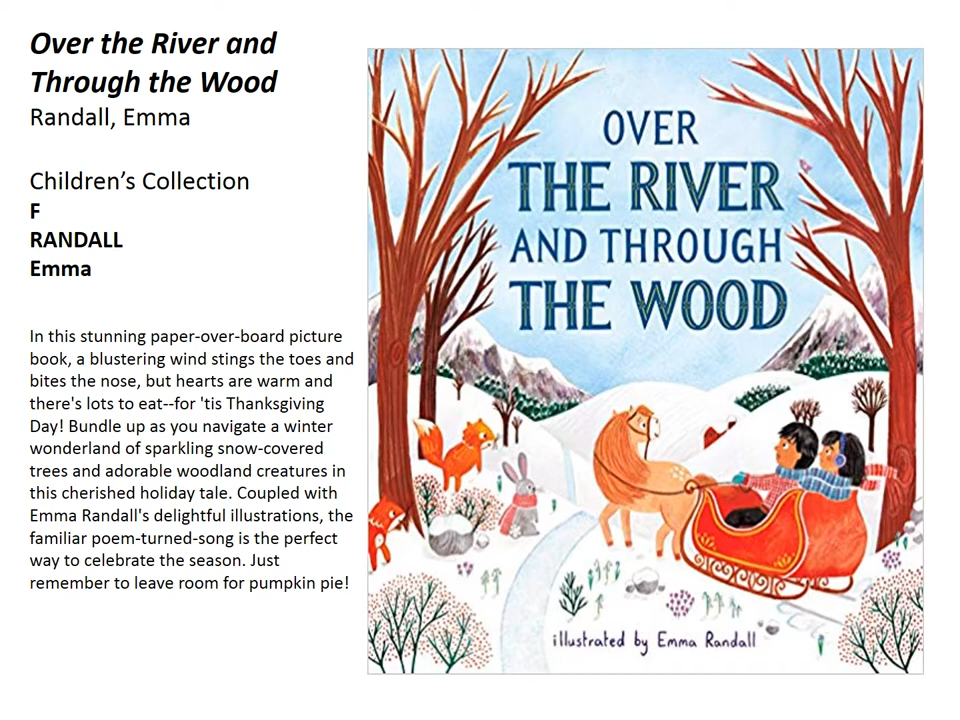 Over the River and
Through the Wood
Randall, Emma
Children’s Collection
F
RANDALL
Emma
In this stunning paper-over-board picture
book, a blustering wind stings the toes and
bites the nose, but hearts are warm and
there's lots to eat--for 'tis Thanksgiving
Day! Bundle up as you navigate a winter
wonderland of sparkling snow-covered
trees and adorable woodland creatures in
this cherished holiday tale. Coupled with
Emma Randall's delightful illustrations, the
familiar poem-turned-song is the perfect
way to celebrate the season. Just
remember to leave room for pumpkin pie!
OVER
THE RIVER
AND THROUGH
THE WOOD
illustrated by Emma Randall